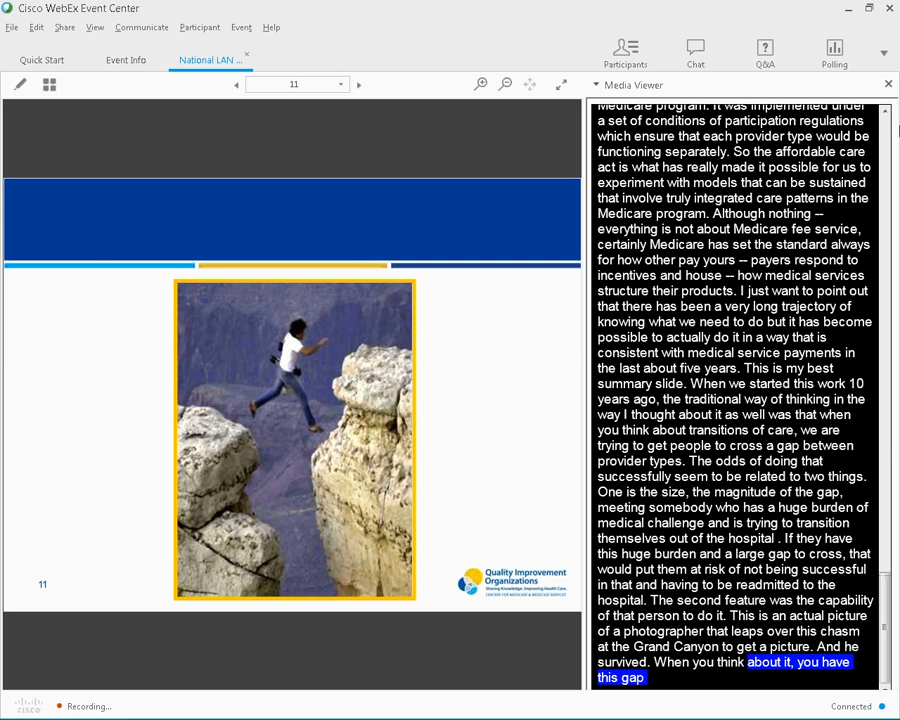 Cisco WebEx Event Center
File Edit Share View Communicate Participant Event Help
Quick Start
Event Info
National LAN ...
Participants
Chat
Q&A
Polling
11
Media Viewer
Medicare program. It was implemented under
a set of conditions of participation regulations
which ensure that each provider type would be
functioning separately. So the affordable care
act is what has really made it possible for us to
experiment with models that can be sustained
that involve truly integrated care patterns in the
Medicare program. Although nothing --
everything is not about Medicare fee service,
certainly Medicare has set the standard always
for how other pay yours -- payers respond to
incentives and house -- how medical services
structure their products. I just want to point out
that there has been a very long trajectory of
knowing what we need to do but it has become
possible to actually do it in a way that is
consistent with medical service payments in
the last about five years. This is my best
summary slide. When we started this work 10
years ago, the traditional way of thinking in the
way I thought about it as well was that when
you think about transitions of care, we are
trying to get people to cross a gap between
provider types. The odds of doing that
successfully seem to be related to two things.
One is the size, the magnitude of the gap,
meeting somebody who has a huge burden of
medical challenge and is trying to transition
themselves out of the hospital . If they have
this huge burden and a large gap to cross, that
would put them at risk of not being successful
in that and having to be readmitted to the
hospital. The second feature was the capability
of that person to do it. This is an actual picture
of a photographer that leaps over this chasm
at the Grand Canyon to get a picture. And he
survived. When you think about it, you have
this gap
11
Quality Improvement
Organizations
Sharing Knowledge. Improving Health Care.
CENTERS FOR MEDICARE & MEDICAID SERVICES
CISCO
Recording...
Connected